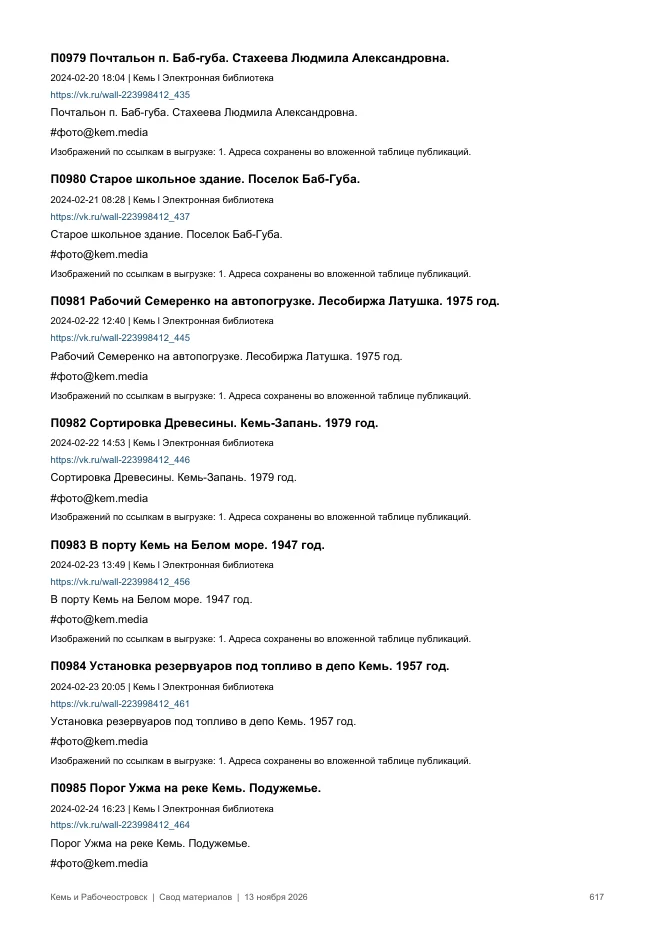 П0979 Почтальон п. Баб-губа. Стахеева Людмила Александровна.
2024-02-20 18:04 | Кемь I Электронная библиотека
https://vk.ru/wall-223998412_435
Почтальон п. Баб-губа. Стахеева Людмила Александровна.
#фото@kem.media
Изображений по ссылкам в выгрузке: 1. Адреса сохранены во вложенной таблице публикаций.
П0980 Старое школьное здание. Поселок Баб-Губа.
2024-02-21 08:28 | Кемь I Электронная библиотека
https://vk.ru/wall-223998412_437
Старое школьное здание. Поселок Баб-Губа.
#фото@kem.media
Изображений по ссылкам в выгрузке: 1. Адреса сохранены во вложенной таблице публикаций.
П0981 Рабочий Семеренко на автопогрузке. Лесобиржа Латушка. 1975 год.
2024-02-22 12:40 | Кемь I Электронная библиотека
https://vk.ru/wall-223998412_445
Рабочий Семеренко на автопогрузке. Лесобиржа Латушка. 1975 год.
#фото@kem.media
Изображений по ссылкам в выгрузке: 1. Адреса сохранены во вложенной таблице публикаций.
П0982 Сортировка Древесины. Кемь-Запань. 1979 год.
2024-02-22 14:53 | Кемь I Электронная библиотека
https://vk.ru/wall-223998412_446
Сортировка Древесины. Кемь-Запань. 1979 год.
#фото@kem.media
Изображений по ссылкам в выгрузке: 1. Адреса сохранены во вложенной таблице публикаций.
П0983 В порту Кемь на Белом море. 1947 год.
2024-02-23 13:49 | Кемь I Электронная библиотека
https://vk.ru/wall-223998412_456
В порту Кемь на Белом море. 1947 год.
#фото@kem.media
Изображений по ссылкам в выгрузке: 1. Адреса сохранены во вложенной таблице публикаций.
П0984 Установка резервуаров под топливо в депо Кемь. 1957 год.
2024-02-23 20:05 | Кемь I Электронная библиотека
https://vk.ru/wall-223998412_461
Установка резервуаров под топливо в депо Кемь. 1957 год.
#фото@kem.media
Изображений по ссылкам в выгрузке: 1. Адреса сохранены во вложенной таблице публикаций.
П0985 Порог Ужма на реке Кемь. Подужемье.
2024-02-24 16:23 | Кемь I Электронная библиотека
https://vk.ru/wall-223998412_464
Порог Ужма на реке Кемь. Подужемье.
#фото@kem.media
Кемь и Рабочеостровск | Свод материалов | 13 ноября 2026 617